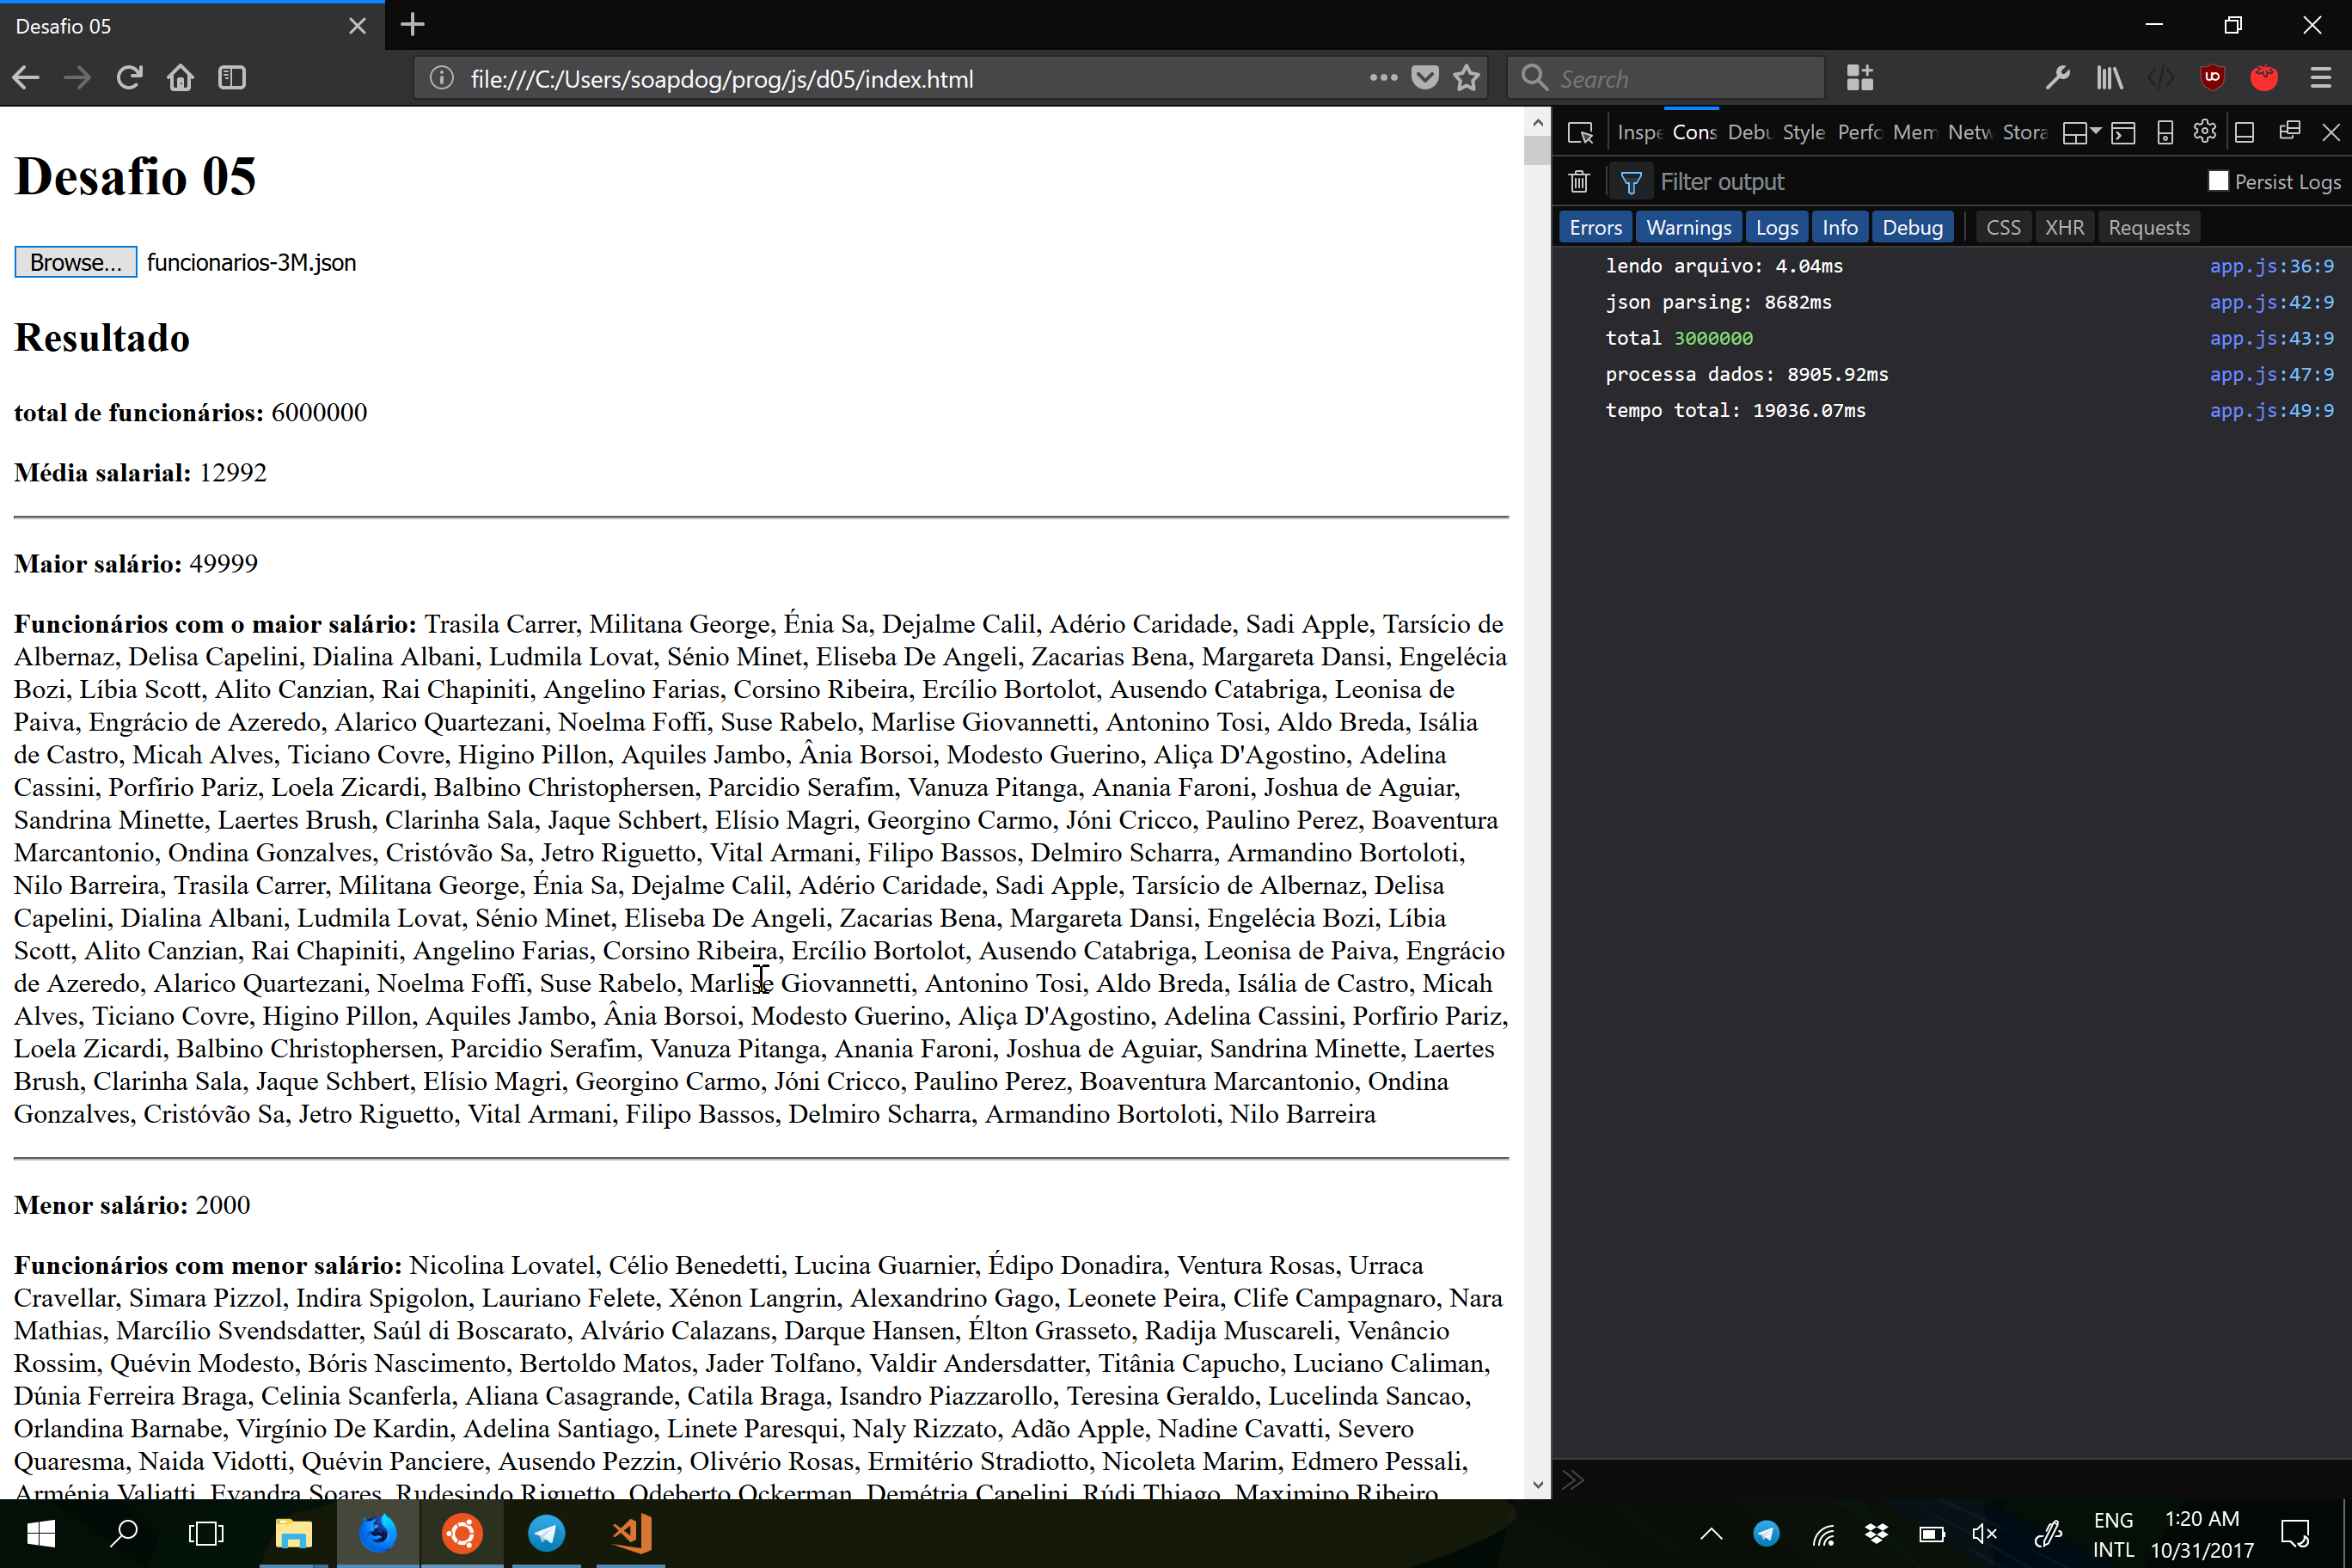 Desafio 05
file:///C:/Users/soapdog/prog/js/d05/index.html
Search
Desafio 05
Browse... funcionarios-3M.json
Resultado
total de funcionários: 6000000
Média salarial: 12992
Maior salário: 49999
Funcionários com o maior salário: Trasila Carrer, Militana George, Énia Sa, Dejalme Calil, Adério Caridade, Sadi Apple, Tarsício de
Albernaz, Delisa Capelini, Dialina Albani, Ludmila Lovat, Sénio Minet, Eliseba De Angeli, Zacarias Bena, Margareta Dansi, Engelécia
Bozi, Líbia Scott, Alito Canzian, Rai Chapiniti, Angelino Farias, Corsino Ribeira, Ercílio Bortolot, Ausendo Catabriga, Leonisa de
Paiva, Engrácio de Azeredo, Alarico Quartezani, Noelma Foffi, Suse Rabelo, Marlise Giovannetti, Antonino Tosi, Aldo Breda, Isália
de Castro, Micah Alves, Ticiano Covre, Higino Pillon, Aquiles Jambo, Ânia Borsoi, Modesto Guerino, Aliça D'Agostino, Adelina
Cassini, Porfírio Pariz, Loela Zicardi, Balbino Christophersen, Parcidio Serafim, Vanuza Pitanga, Anania Faroni, Joshua de Aguiar,
Sandrina Minette, Laertes Brush, Clarinha Sala, Jaque Schbert, Elísio Magri, Georgino Carmo, Jóni Cricco, Paulino Perez, Boaventura
Marcantonio, Ondina Gonzalves, Cristóvão Sa, Jetro Riguetto, Vital Armani, Filipo Bassos, Delmiro Scharra, Armandino Bortoloti,
Nilo Barreira, Trasila Carrer, Militana George, Énia Sa, Dejalme Calil, Adério Caridade, Sadi Apple, Tarsício de Albernaz, Delisa
Capelini, Dialina Albani, Ludmila Lovat, Sénio Minet, Eliseba De Angeli, Zacarias Bena, Margareta Dansi, Engelécia Bozi, Líbia
Scott, Alito Canzian, Rai Chapiniti, Angelino Farias, Corsino Ribeira, Ercílio Bortolot, Ausendo Catabriga, Leonisa de Paiva, Engrácio
de Azeredo, Alarico Quartezani, Noelma Foffi, Suse Rabelo, Marlise Giovannetti, Antonino Tosi, Aldo Breda, Isália de Castro, Micah
Alves, Ticiano Covre, Higino Pillon, Aquiles Jambo, Ânia Borsoi, Modesto Guerino, Aliça D'Agostino, Adelina Cassini, Porfírio Pariz,
Loela Zicardi, Balbino Christophersen, Parcidio Serafim, Vanuza Pitanga, Anania Faroni, Joshua de Aguiar, Sandrina Minette, Laertes
Brush, Clarinha Sala, Jaque Schbert, Elísio Magri, Georgino Carmo, Jóni Cricco, Paulino Perez, Boaventura Marcantonio, Ondina
Gonzalves, Cristóvão Sa, Jetro Riguetto, Vital Armani, Filipo Bassos, Delmiro Scharra, Armandino Bortoloti, Nilo Barreira
Menor salário: 2000
Funcionários com menor salário: Nicolina Lovatel, Célio Benedetti, Lucina Guarnier, Édipo Donadira, Ventura Rosas, Urraca
Cravellar, Simara Pizzol, Indira Spigolon, Lauriano Felete, Xénon Langrin, Alexandrino Gago, Leonete Peira, Clife Campagnaro, Nara
Mathias, Marcílio Svendsdatter, Saúl di Boscarato, Alvário Calazans, Darque Hansen, Élton Grasseto, Radija Muscareli, Venâncio
Rossim, Quévin Modesto, Bóris Nascimento, Bertoldo Matos, Jader Tolfano, Valdir Andersdatter, Titânia Capucho, Luciano Caliman,
Dúnia Ferreira Braga, Celinia Scanferla, Aliana Casagrande, Catila Braga, Isandro Piazzarollo, Teresina Geraldo, Lucelinda Sancao,
Orlandina Barnabe, Virgínio De Kardin, Adelina Santiago, Linete Paresqui, Naly Rizzato, Adão Apple, Nadine Cavatti, Severo
Quaresma, Naida Vidotti, Quévin Panciere, Ausendo Pezzin, Olivério Rosas, Ermitério Stradiotto, Nicoleta Marim, Edmero Pessali,
Arménia Valiatti, Evandra Soares, Rudesindo Riguetto, Odeberto Ockerman, Demétria Capelini, Rúdi Thiago, Maximino Ribeiro,
Inspe Cons Debu Style Perfo Mem Netw Stora
Filter output Persist Logs
Errors Warnings Logs Info Debug CSS XHR Requests
lendo arquivo: 4.04ms app.js:36:9
json parsing: 8682ms app.js:42:9
total 3000000 app.js:43:9
processa dados: 8905.92ms app.js:47:9
tempo total: 19036.07ms app.js:49:9
ENG 1:20 AM
INTL 10/31/2017